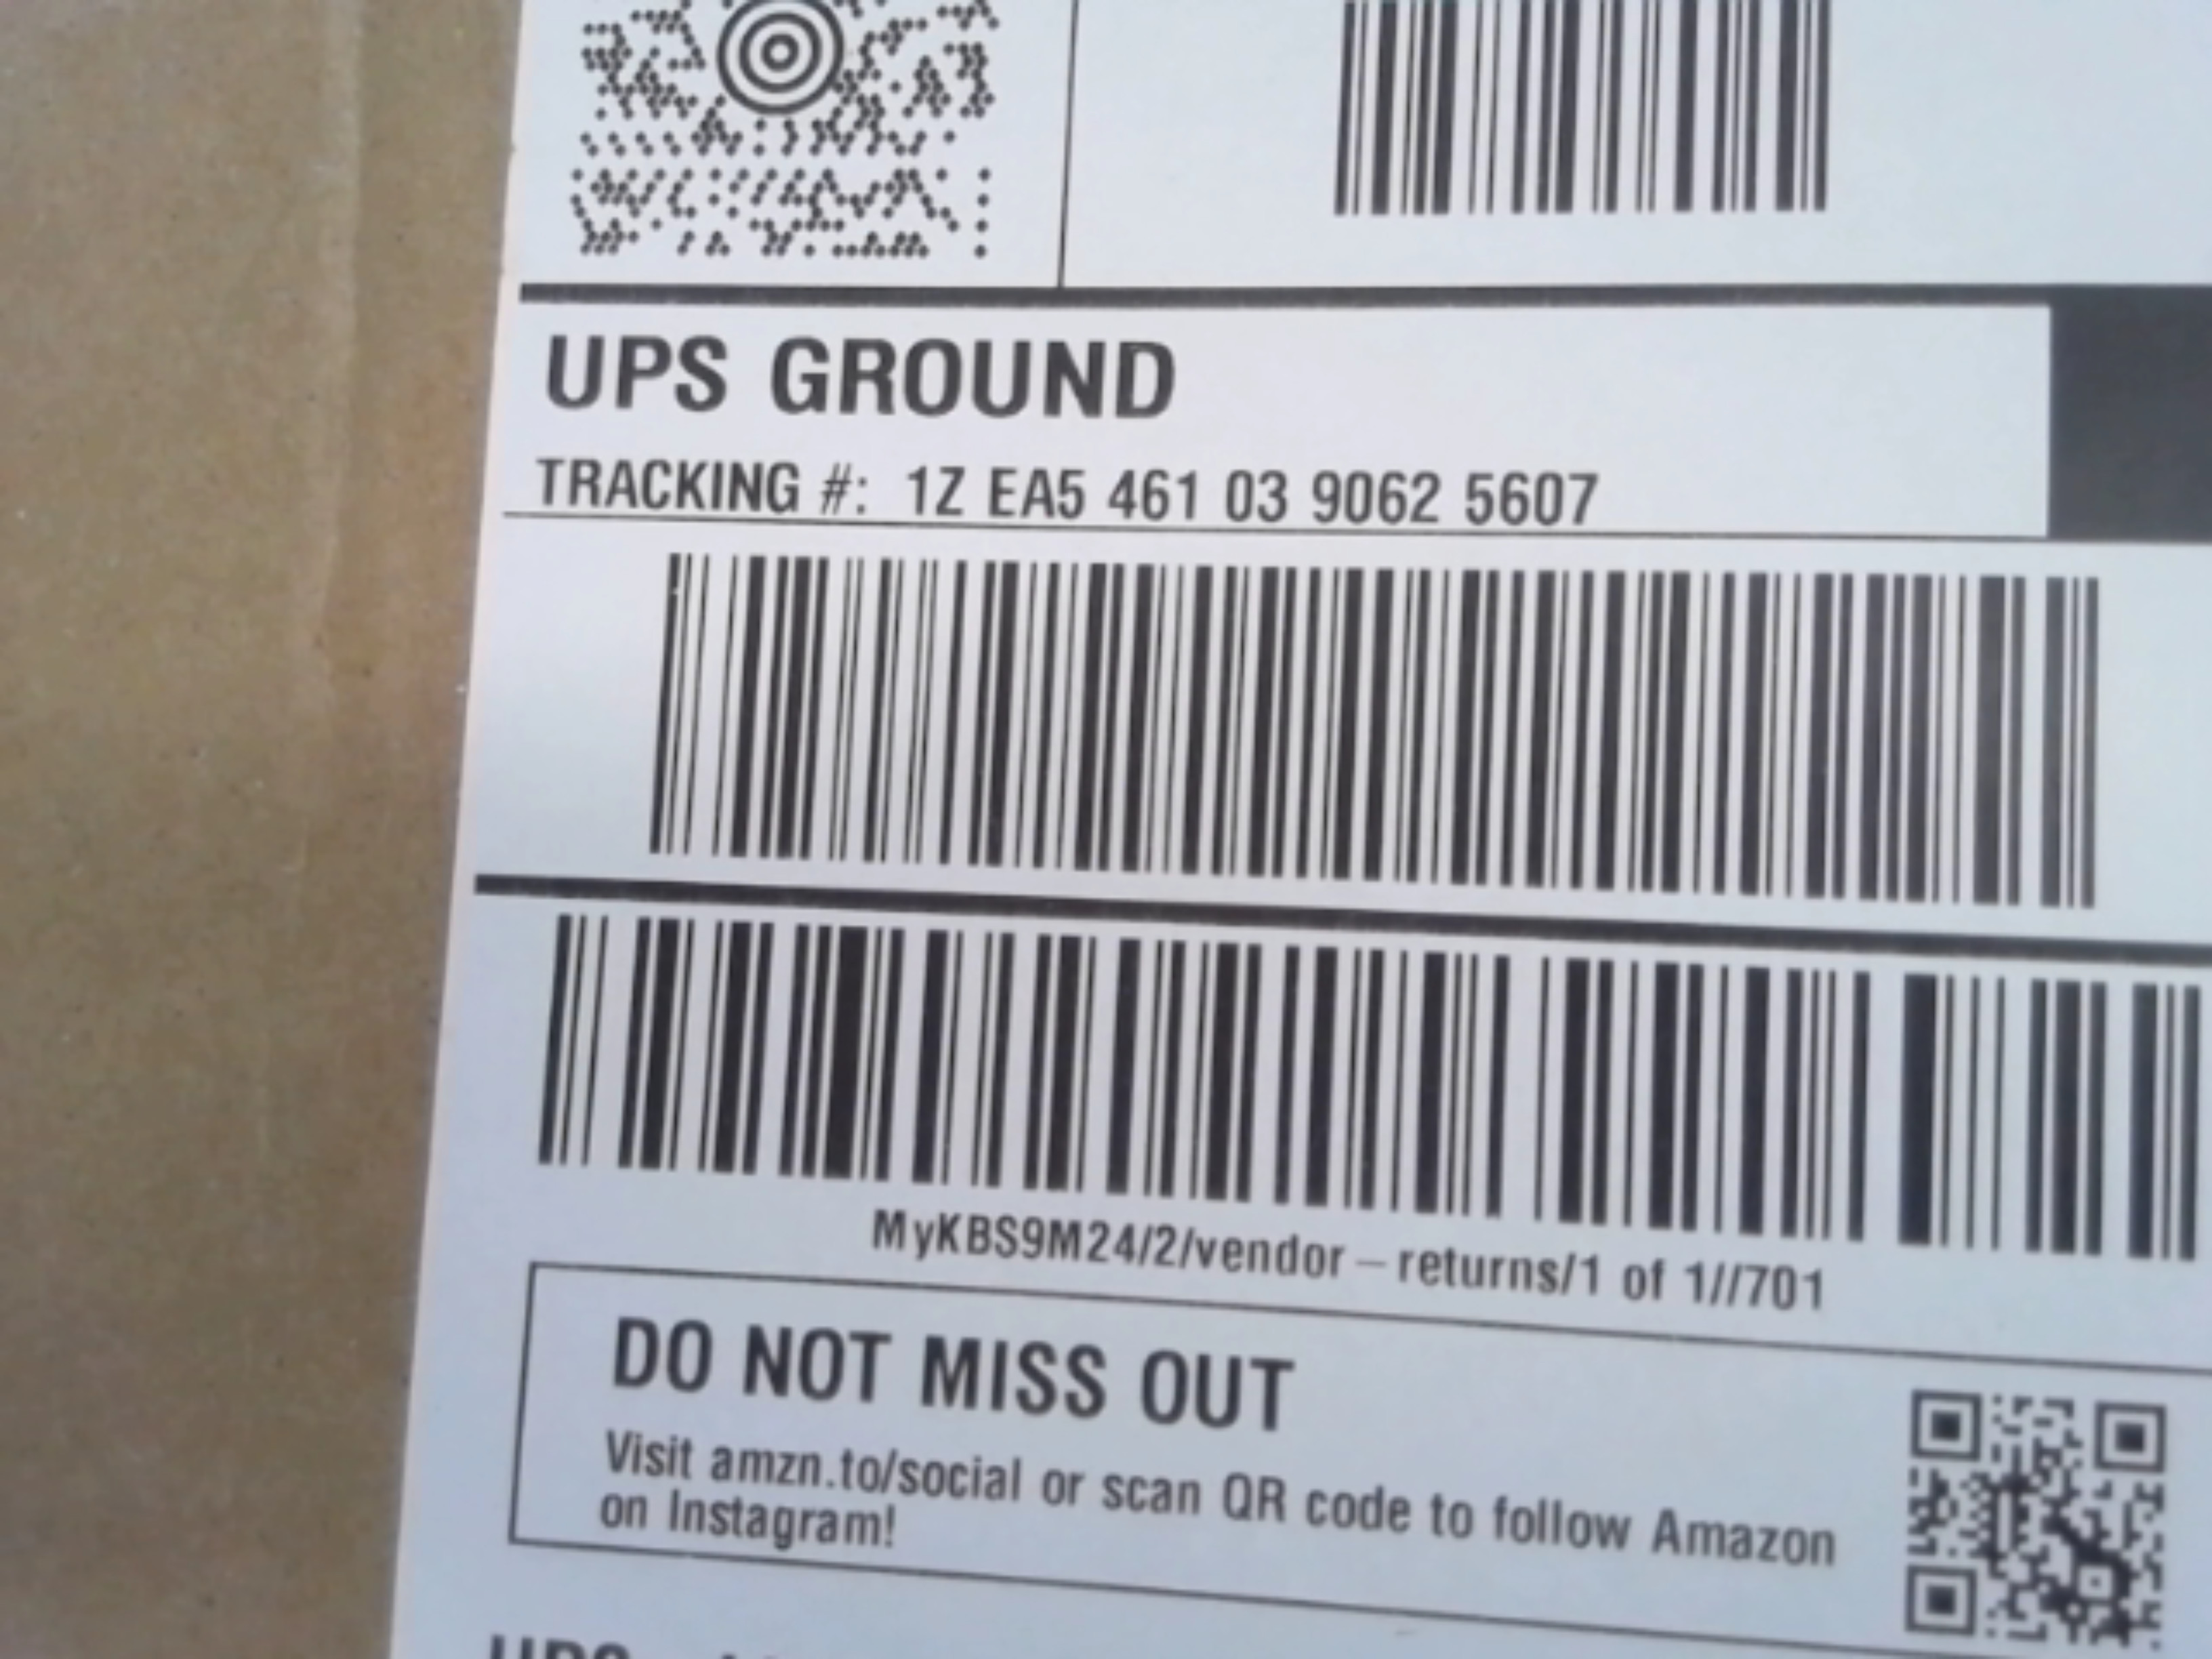 UPS GROUND
TRACKING #: 1Z EA5 461 03 9062 5607
MyKBS9M24/2/vendor-returns/1 of 1//701
DO NOT MISS OUT
Visit amzn.to/social or scan QR code to follow Amazon
on Instagram!